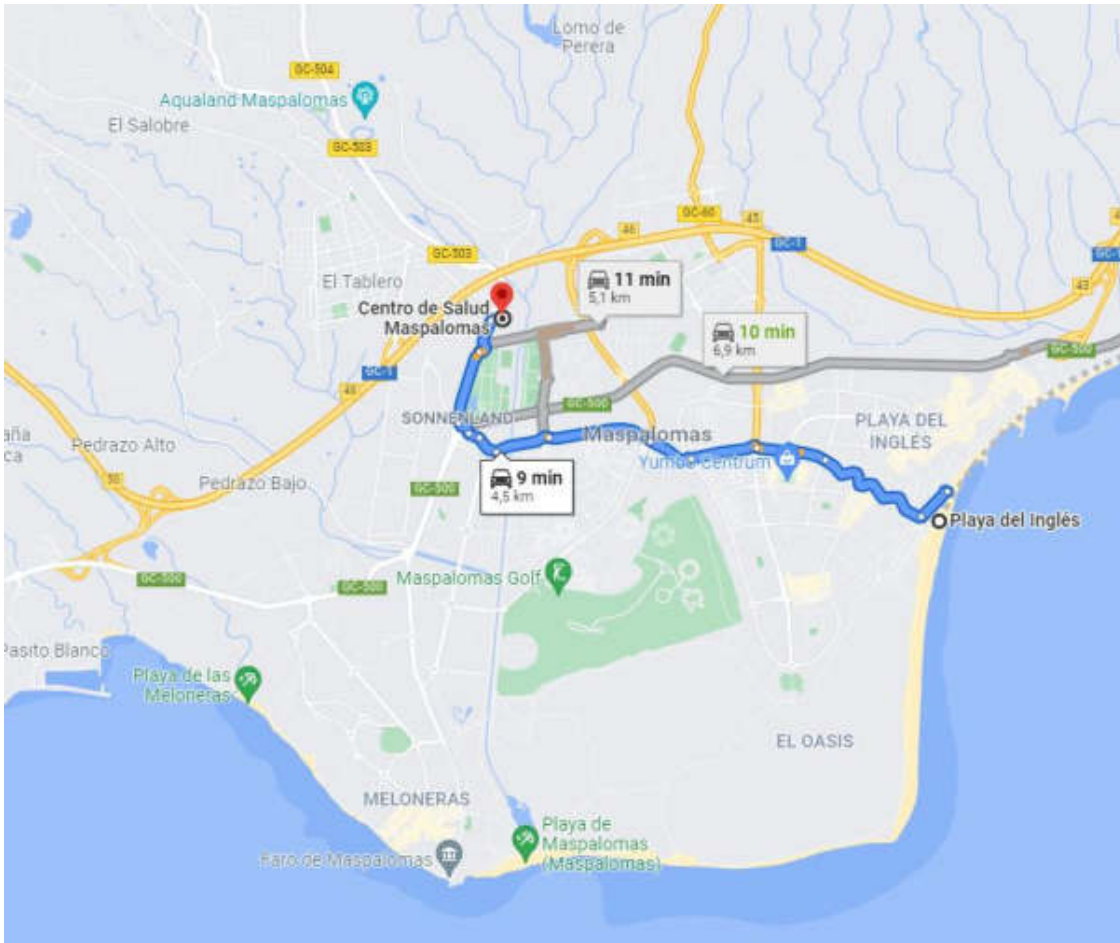 Lomo de
Perera
GC-504
Aqualand Maspalomas
El Salobre
GC-503
GC-60
45
46
GC-1
GC-503
GC-1
El Tablero
11 min
5,1 km
43
Centro de Salud
Maspalomas
10 min
6,9 km
GC-500
GC-1
48
GC-500
SONNENLAND
PLAYA DEL
INGLÉS
Maspalomas
aña
ca
Pedrazo Alto
Yumbo Centrum
9 min
4,5 km
50
Pedrazo Bajo
GC-500
Playa del Inglés
GC-500
GC-500
Maspalomas Golf
Pasito Blanco
Playa de las
Meloneras
EL OASIS
MELONERAS
Playa de
Maspalomas
(Maspalomas)
Faro de Maspalomas